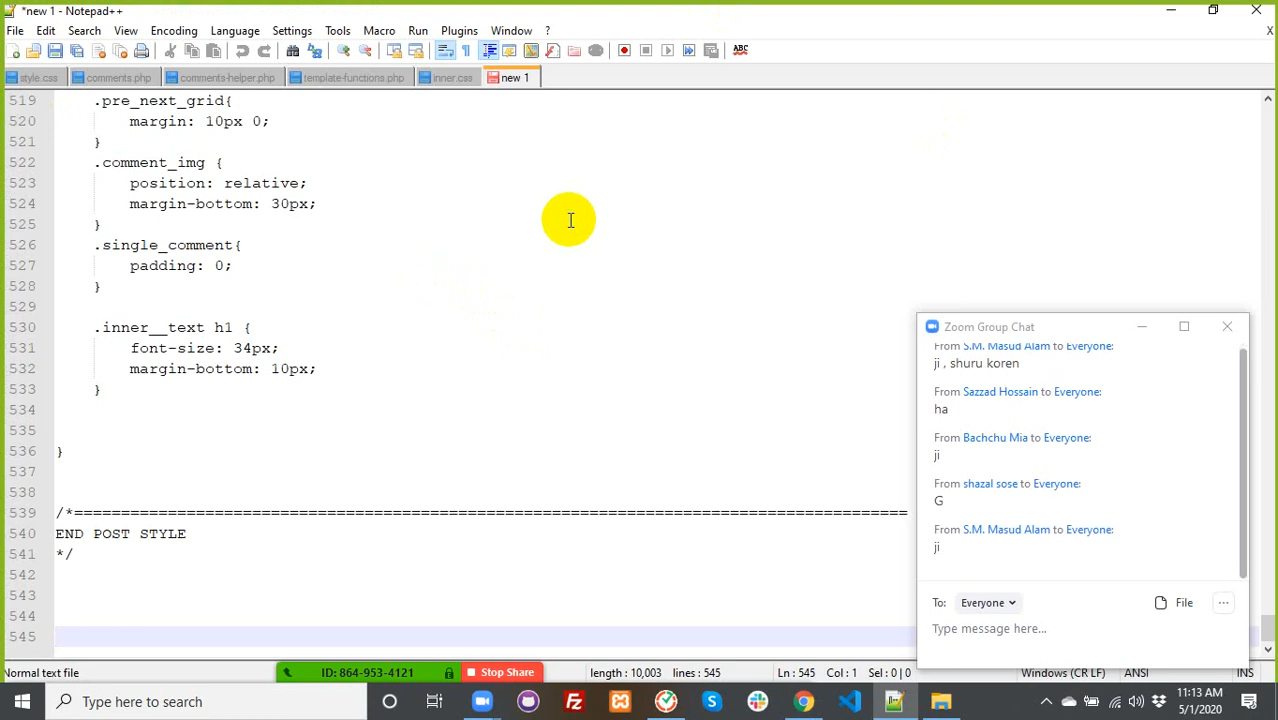 *new 1 - Notepad++
File Edit Search View Encoding Language Settings Tools Macro Run Plugins Window ? X
ABC
style.css comments.php comments-helper.php template-functions.php inner.css new 1
519 .pre_next_grid{
520 margin: 10px 0;
521 }
522 .comment_img {
523 position: relative;
524 margin-bottom: 30px;
525 }
526 .single_comment{
527 padding: 0;
528 }
529
530 .inner__text h1 {
531 font-size: 34px;
532 margin-bottom: 10px;
533 }
534
535
536 }
537
538
539 /*=========================================================================================
540 END POST STYLE
541 */
542
543
544
545
Zoom Group Chat
From S.M. Masud Alam to Everyone:
ji , shuru koren
From Sazzad Hossain to Everyone:
ha
From Bachchu Mia to Everyone:
ji
From shazal sose to Everyone:
G
From S.M. Masud Alam to Everyone:
ji
To: Everyone File ...
Type message here...
Normal text file ID: 864-953-4121 Stop Share length : 10,003 lines : 545 Ln : 545 Col : 1 Sel : 0 | 0 Windows (CR LF) ANSI INS
Type here to search
11:13 AM
5/1/2020